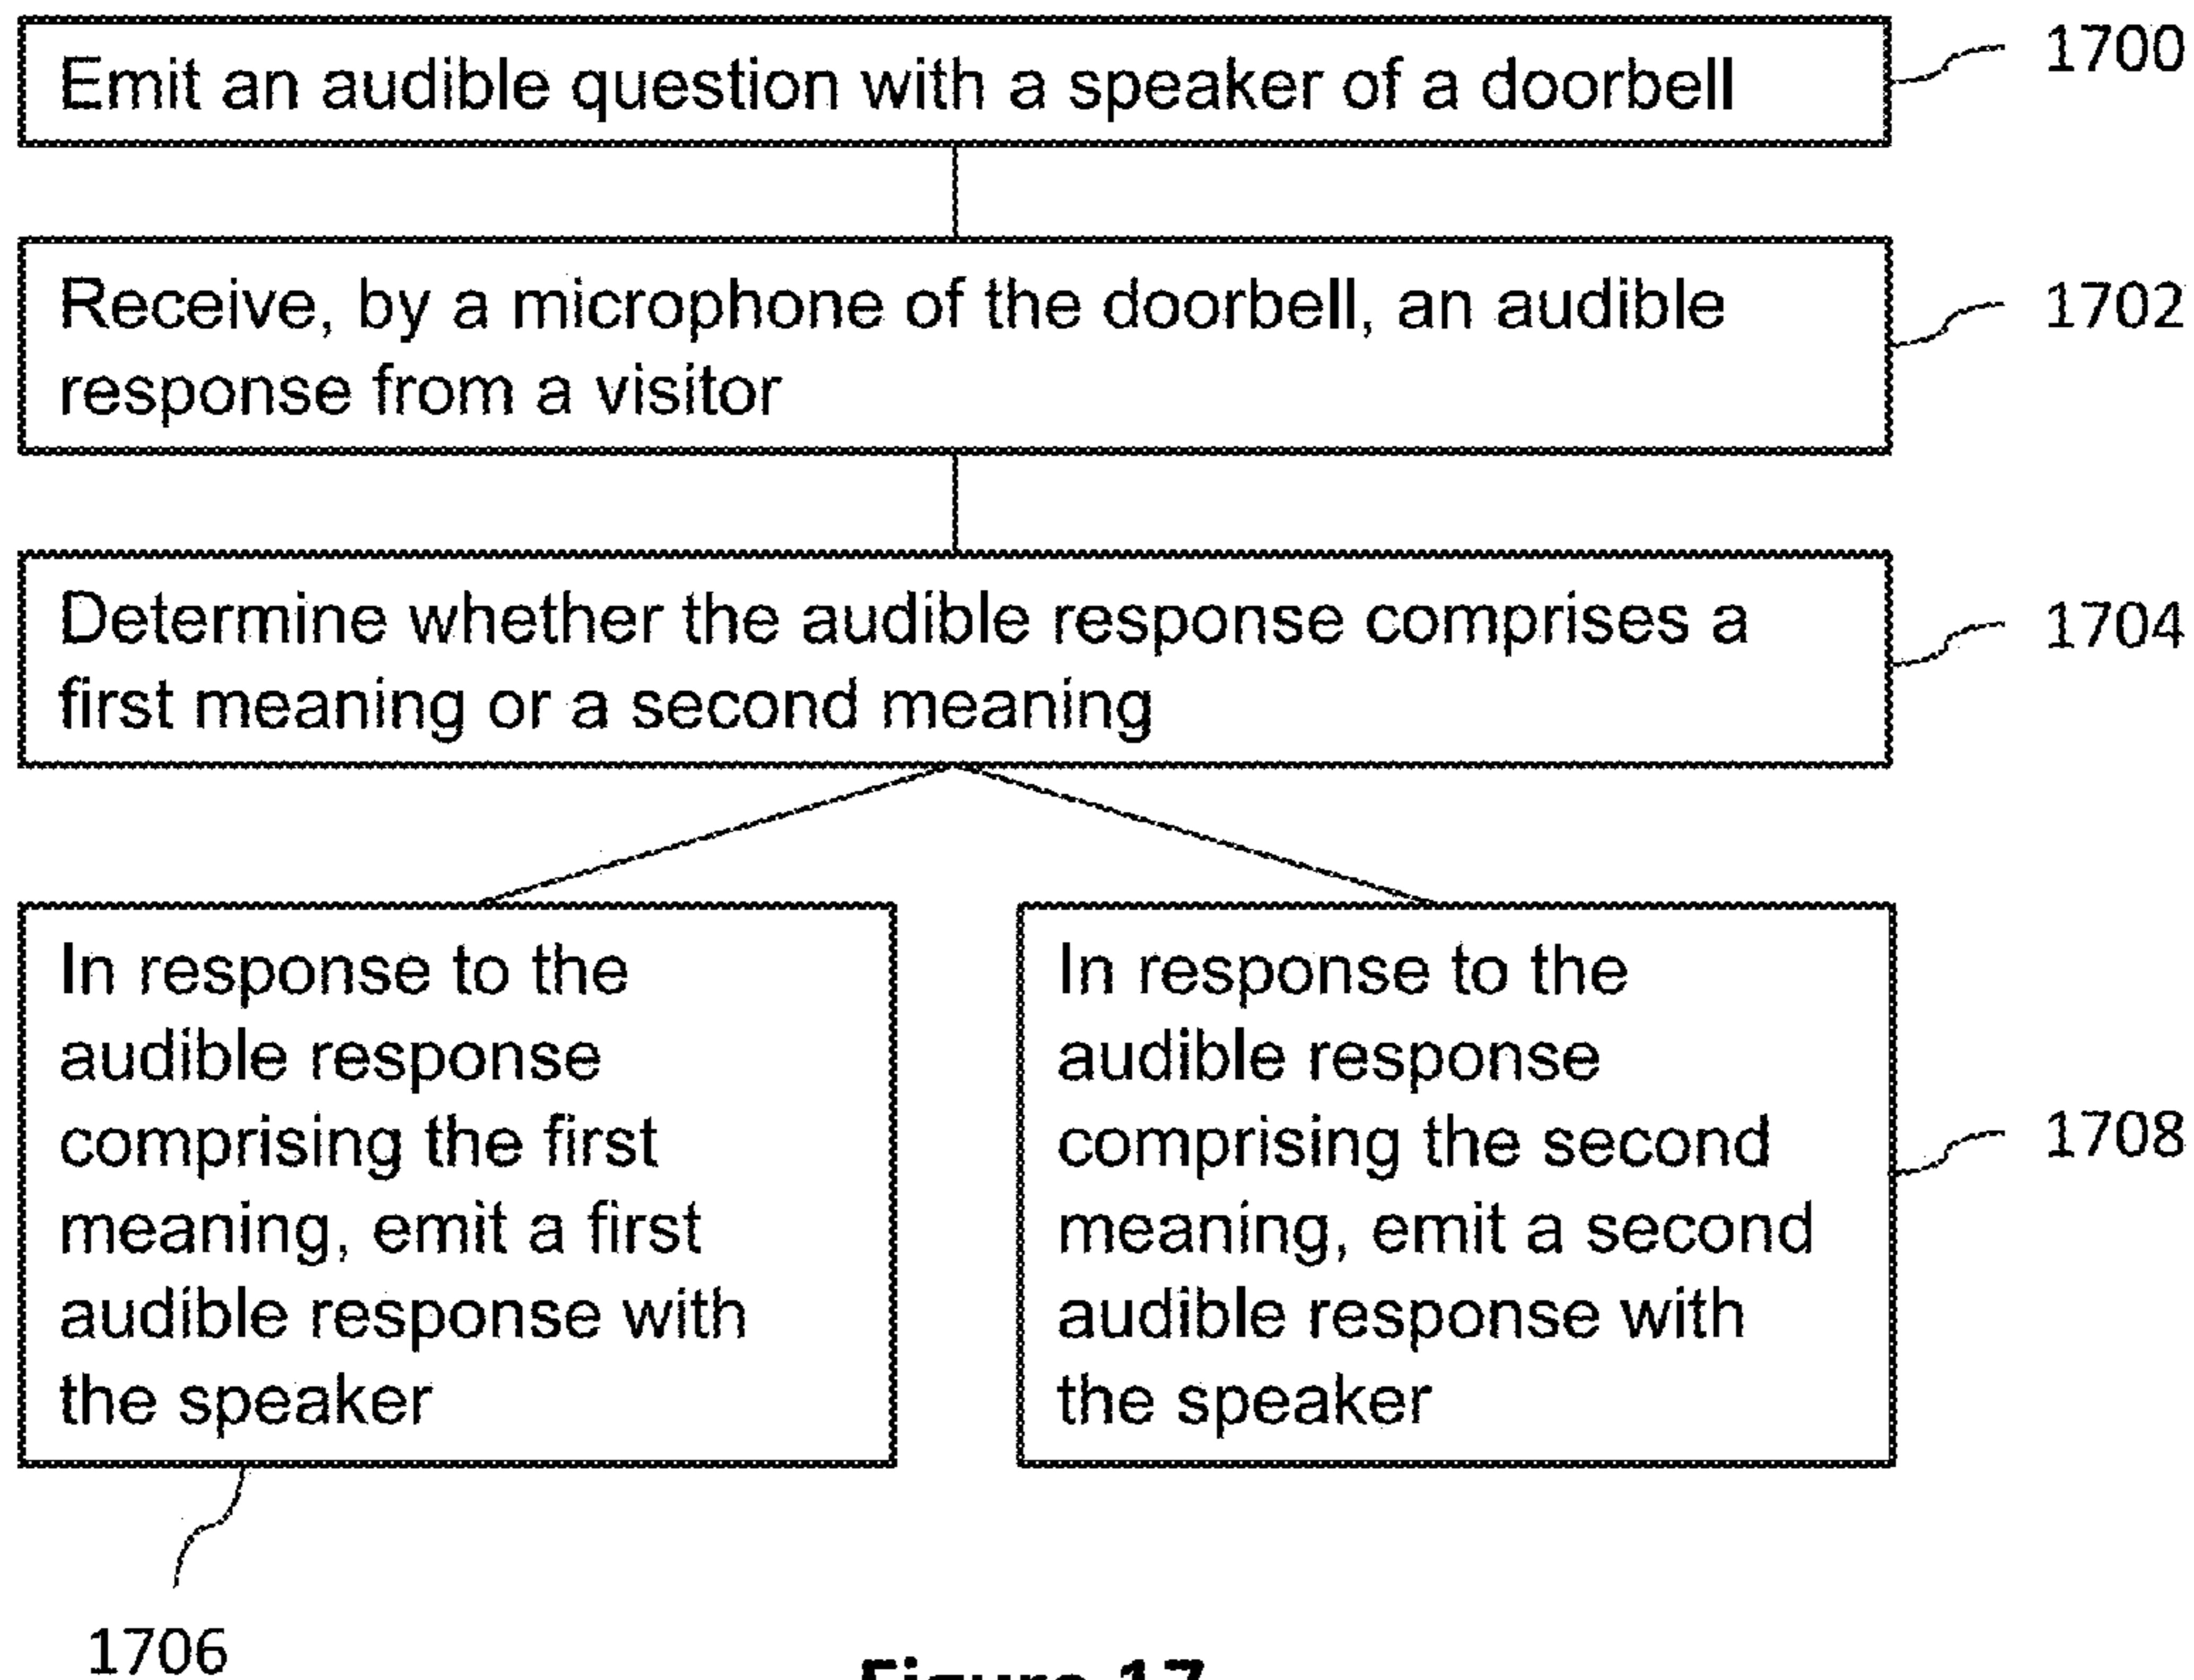 Emit an audible question with a speaker of a doorbell
1700
Receive, by a microphone of the doorbell, an audible
response from a visitor
1702
Determine whether the audible response comprises a
first meaning or a second meaning
1704
In response to the
audible response
comprising the first
meaning, emit a first
audible response with
the speaker
1706
In response to the
audible response
comprising the second
meaning, emit a second
audible response with
the speaker
1708
Figure 17